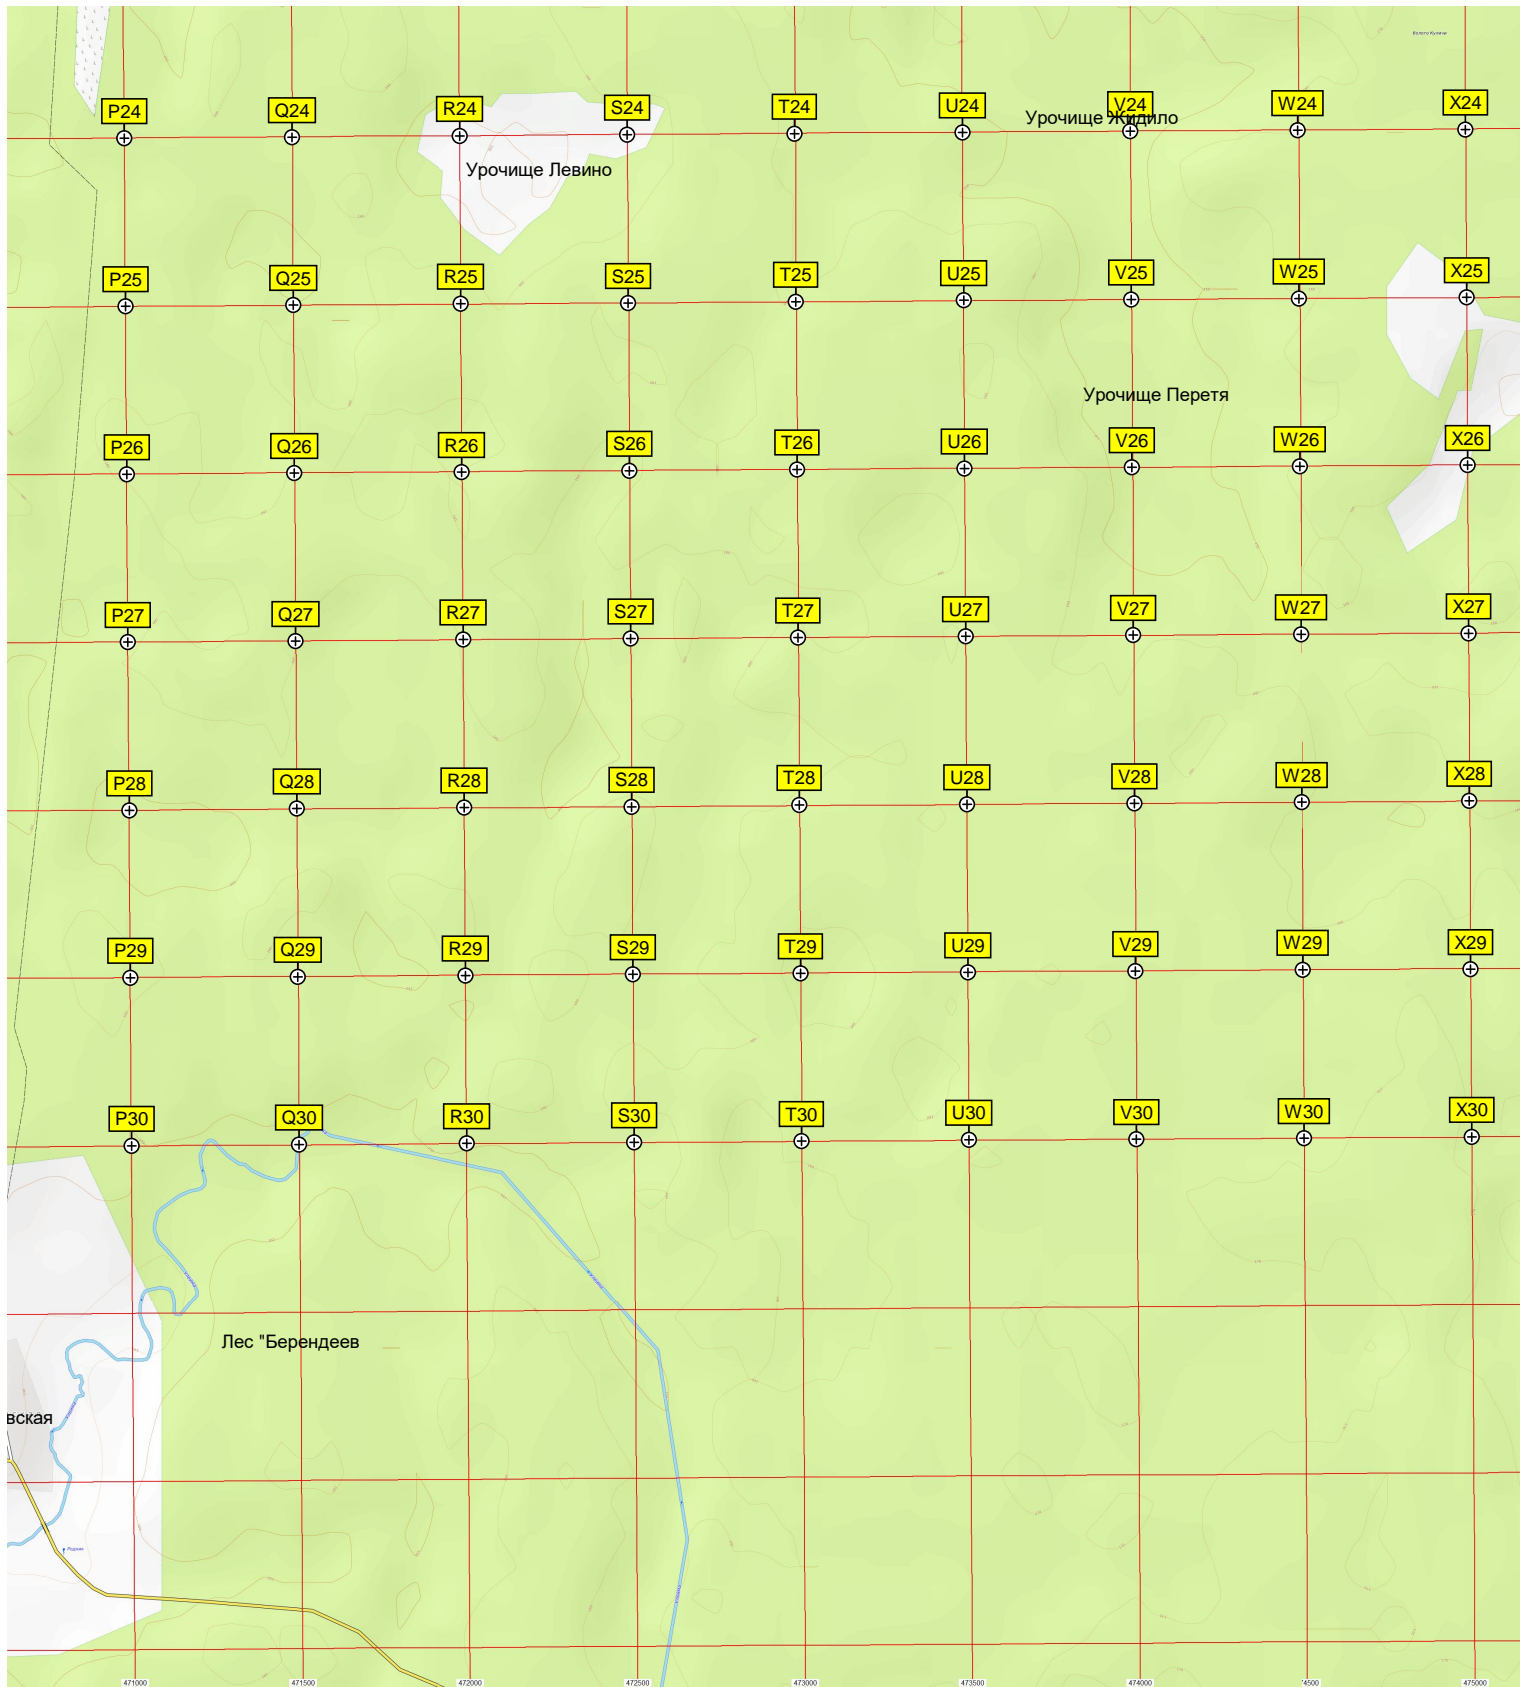 Болото Кузничи
P24 Q24 R24 S24 T24 U24 V24 W24 X24
Урочище Жидило
Урочище Левино
P25 Q25 R25 S25 T25 U25 V25 W25 X25
Урочище Перетя
P26 Q26 R26 S26 T26 U26 V26 W26 X26
P27 Q27 R27 S27 T27 U27 V27 W27 X27
P28 Q28 R28 S28 T28 U28 V28 W28 X28
P29 Q29 R29 S29 T29 U29 V29 W29 X29
P30 Q30 R30 S30 T30 U30 V30 W30 X30
Лес "Берендеев
вская
Родник
471000 471500 472000 472500 473000 473500 474000 474500 475000